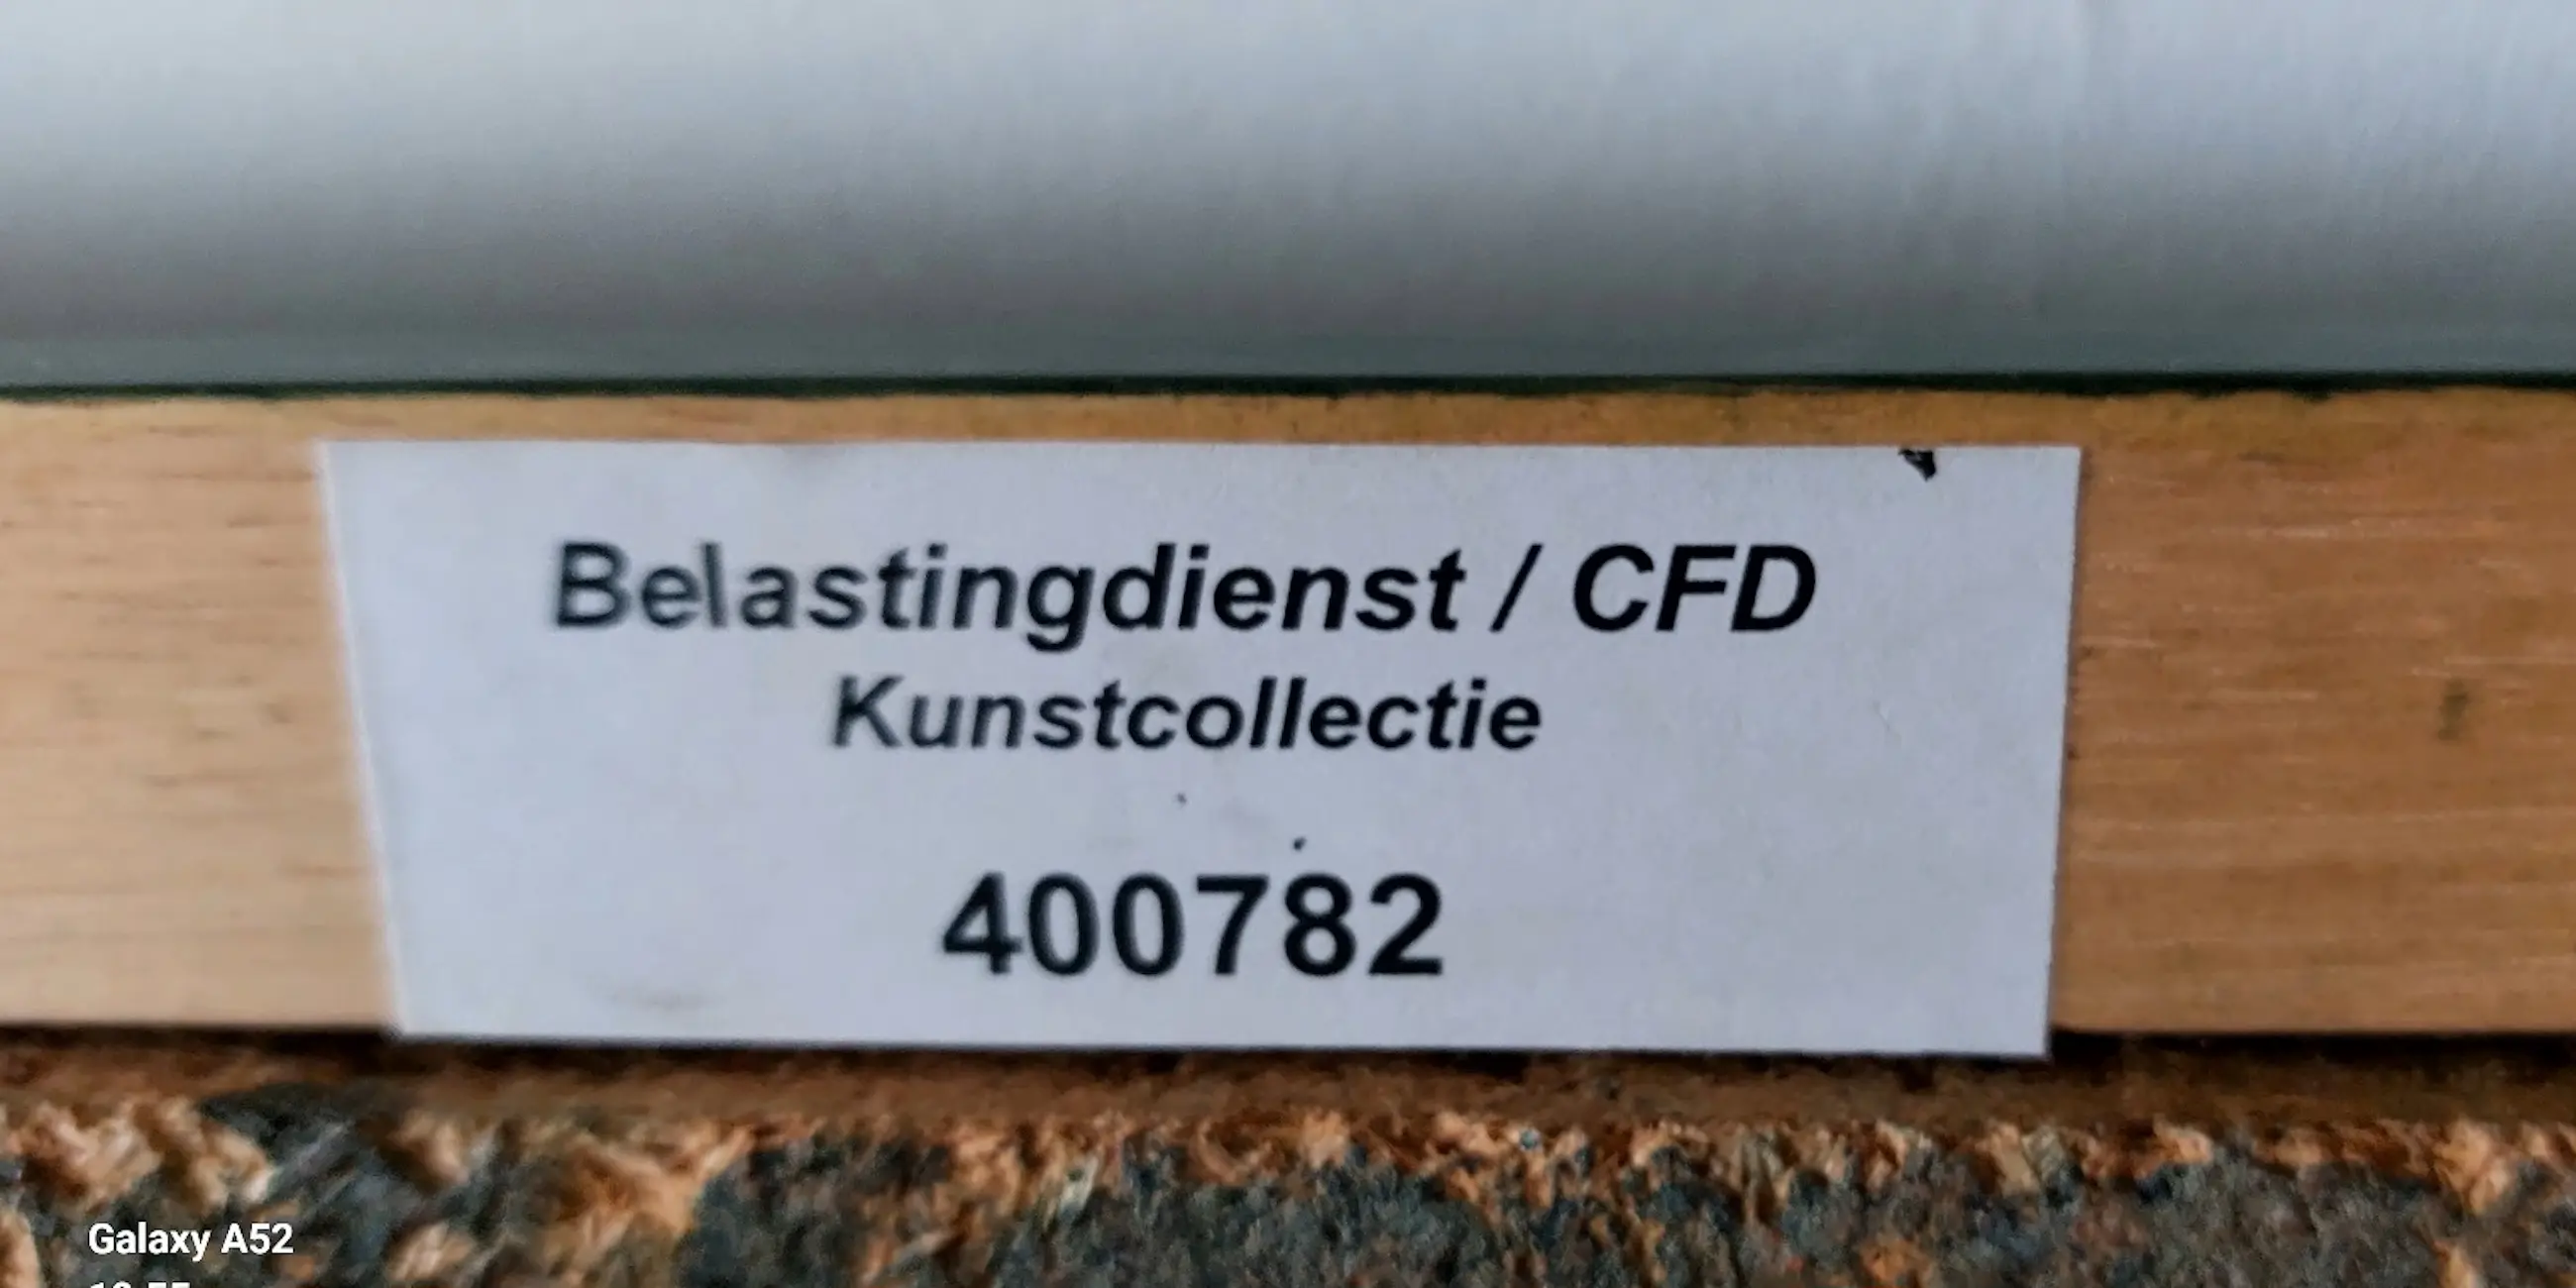 Belastingdienst / CFD
Kunstcollectie
400782
Galaxy A52